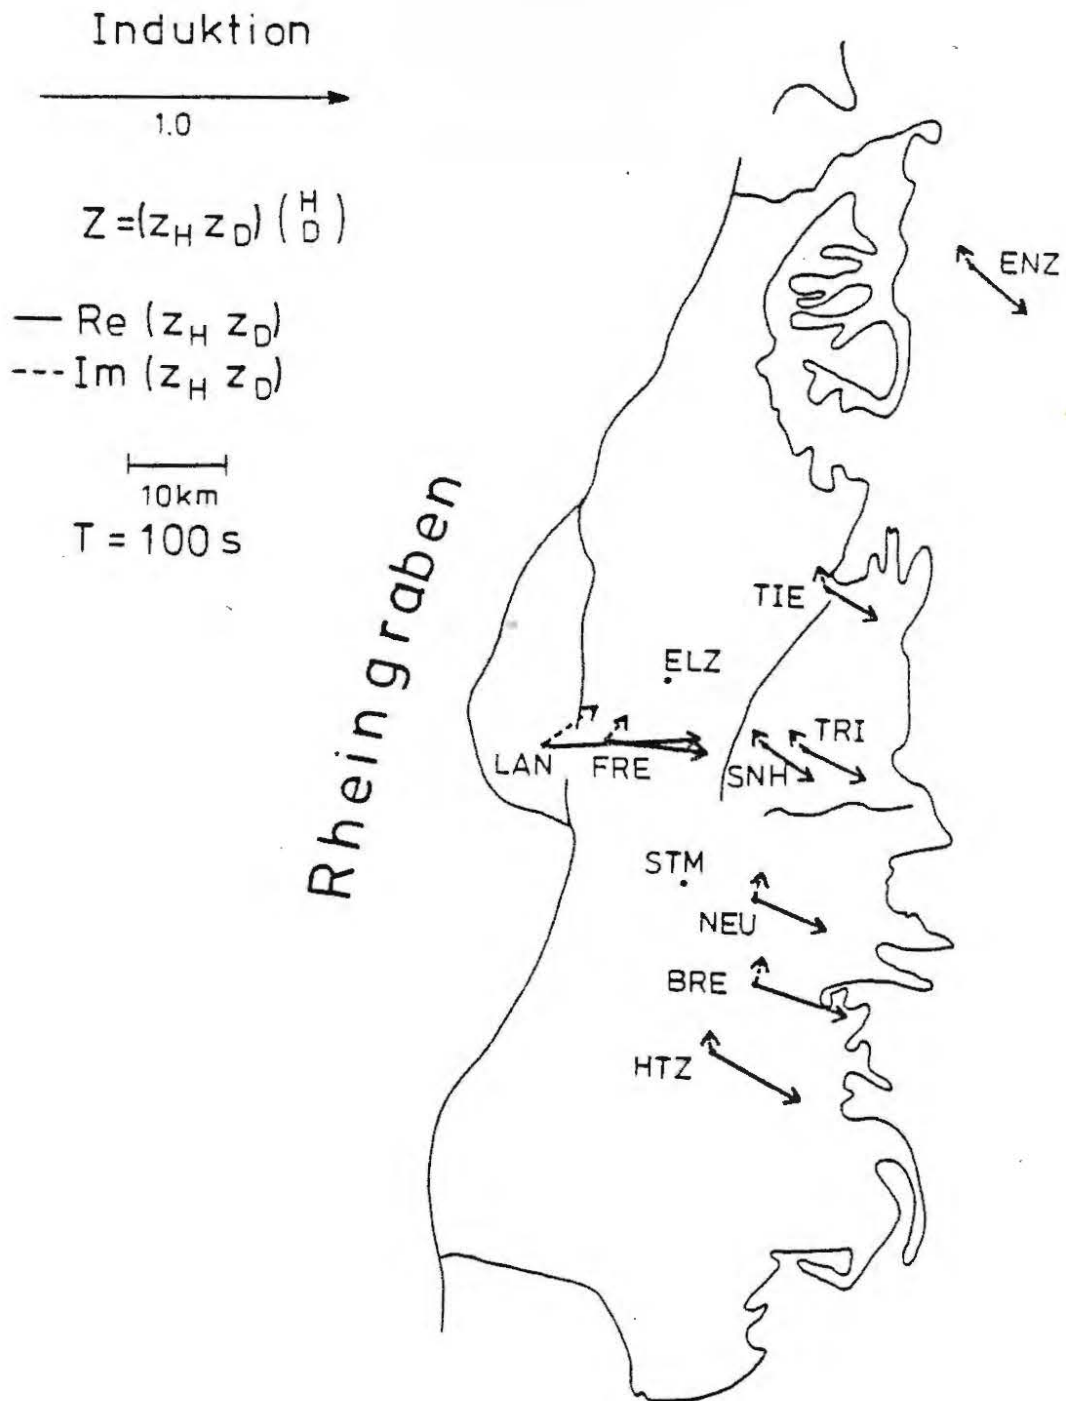 Induktion
1.0
Z = (z_H z_D) (H D)
— Re (z_H z_D)
--- Im (z_H z_D)
10km
T = 100 s
Rheingraben
ENZ
TIE
ELZ
TRI
LAN
FRE
SNH
STM
NEU
BRE
HTZ